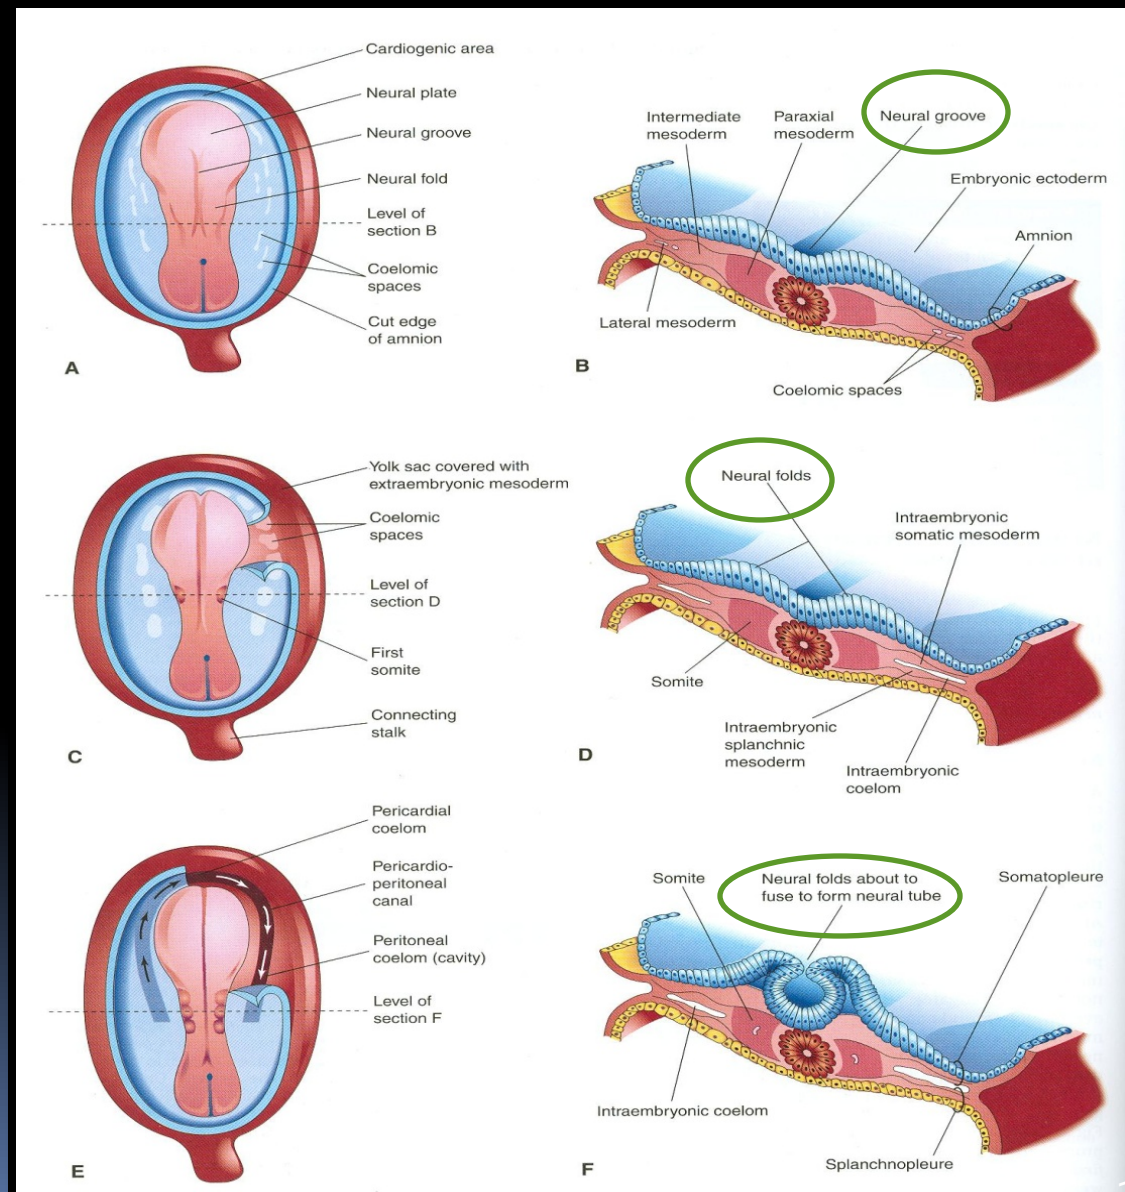 Cardiogenic area
Neural plate
Neural groove
Neural fold
Level of
section B
Coelomic
spaces
Cut edge
of amnion
A
Intermediate
mesoderm
Paraxial
mesoderm
Neural groove
Embryonic ectoderm
Amnion
Lateral mesoderm
Coelomic spaces
B
Yolk sac covered with
extraembryonic mesoderm
Coelomic
spaces
Level of
section D
First
somite
Connecting
stalk
C
Neural folds
Intraembryonic
somatic mesoderm
Somite
Intraembryonic
splanchnic
mesoderm
Intraembryonic
coelom
D
Pericardial
coelom
Pericardio-
peritoneal
canal
Peritoneal
coelom (cavity)
Level of
section F
E
Somite
Neural folds about to
fuse to form neural tube
Somatopleure
Intraembryonic coelom
Splanchnopleure
F